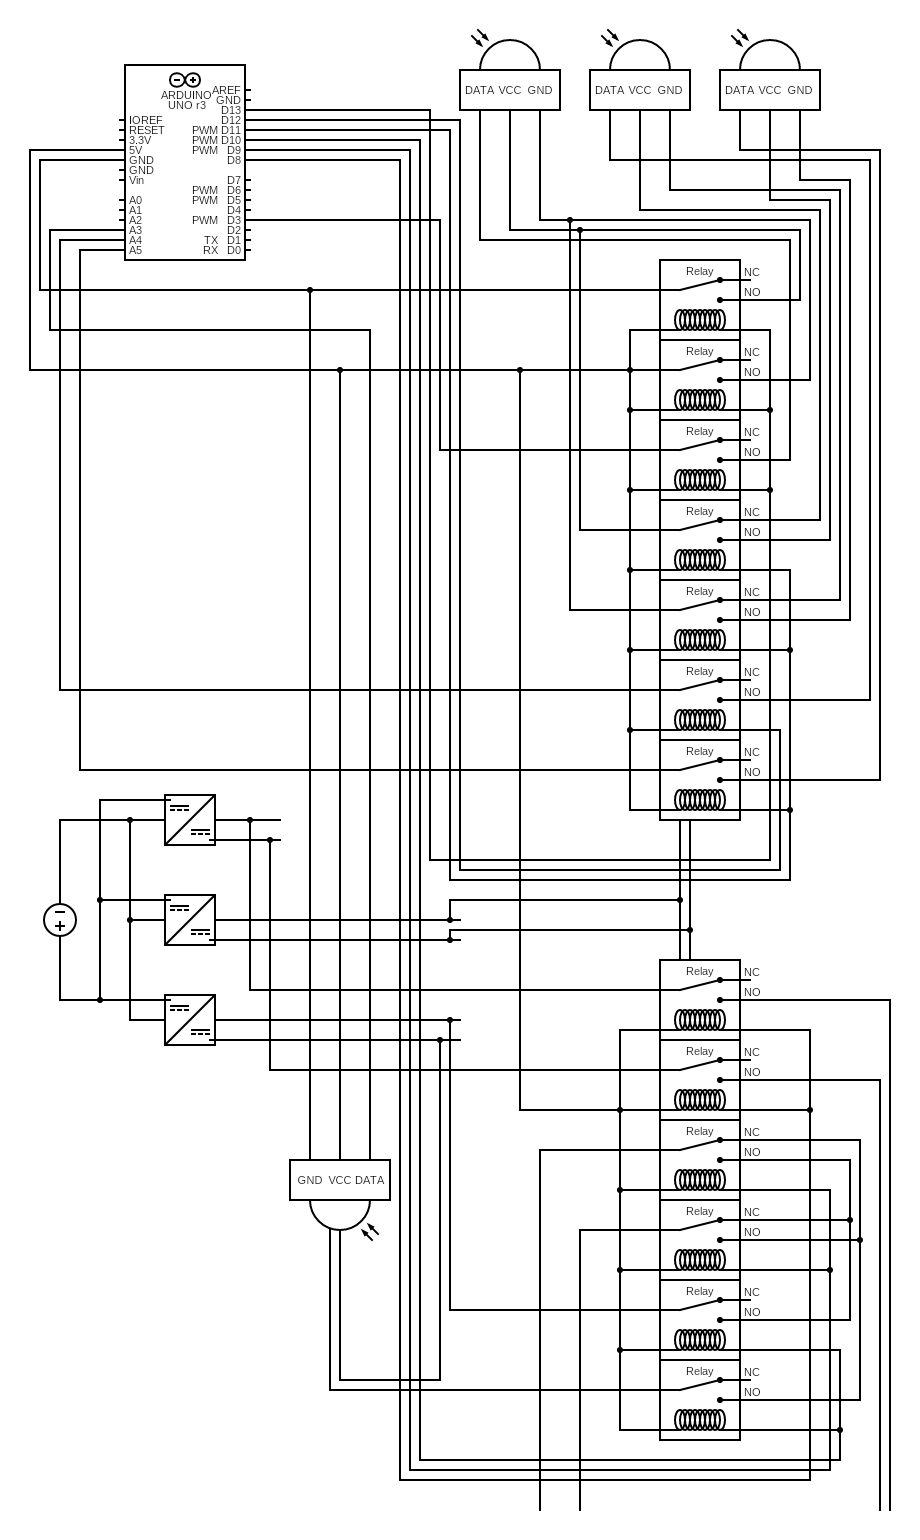 DATA VCC GND
DATA VCC GND
DATA VCC GND
ARDUINO
UNO r3
AREF
GND
D13
IOREF D12
RESET PWM D11
3.3V PWM D10
5V PWM D9
GND D8
GND
Vin D7
PWM D6
A0 PWM D5
A1 D4
A2 PWM D3
A3 D2
A4 TX D1
A5 RX D0
Relay NC
NO
Relay NC
NO
Relay NC
NO
Relay NC
NO
Relay NC
NO
Relay NC
NO
Relay NC
NO
Relay NC
NO
Relay NC
NO
Relay NC
NO
GND VCC DATA
Relay NC
NO
Relay NC
NO
Relay NC
NO